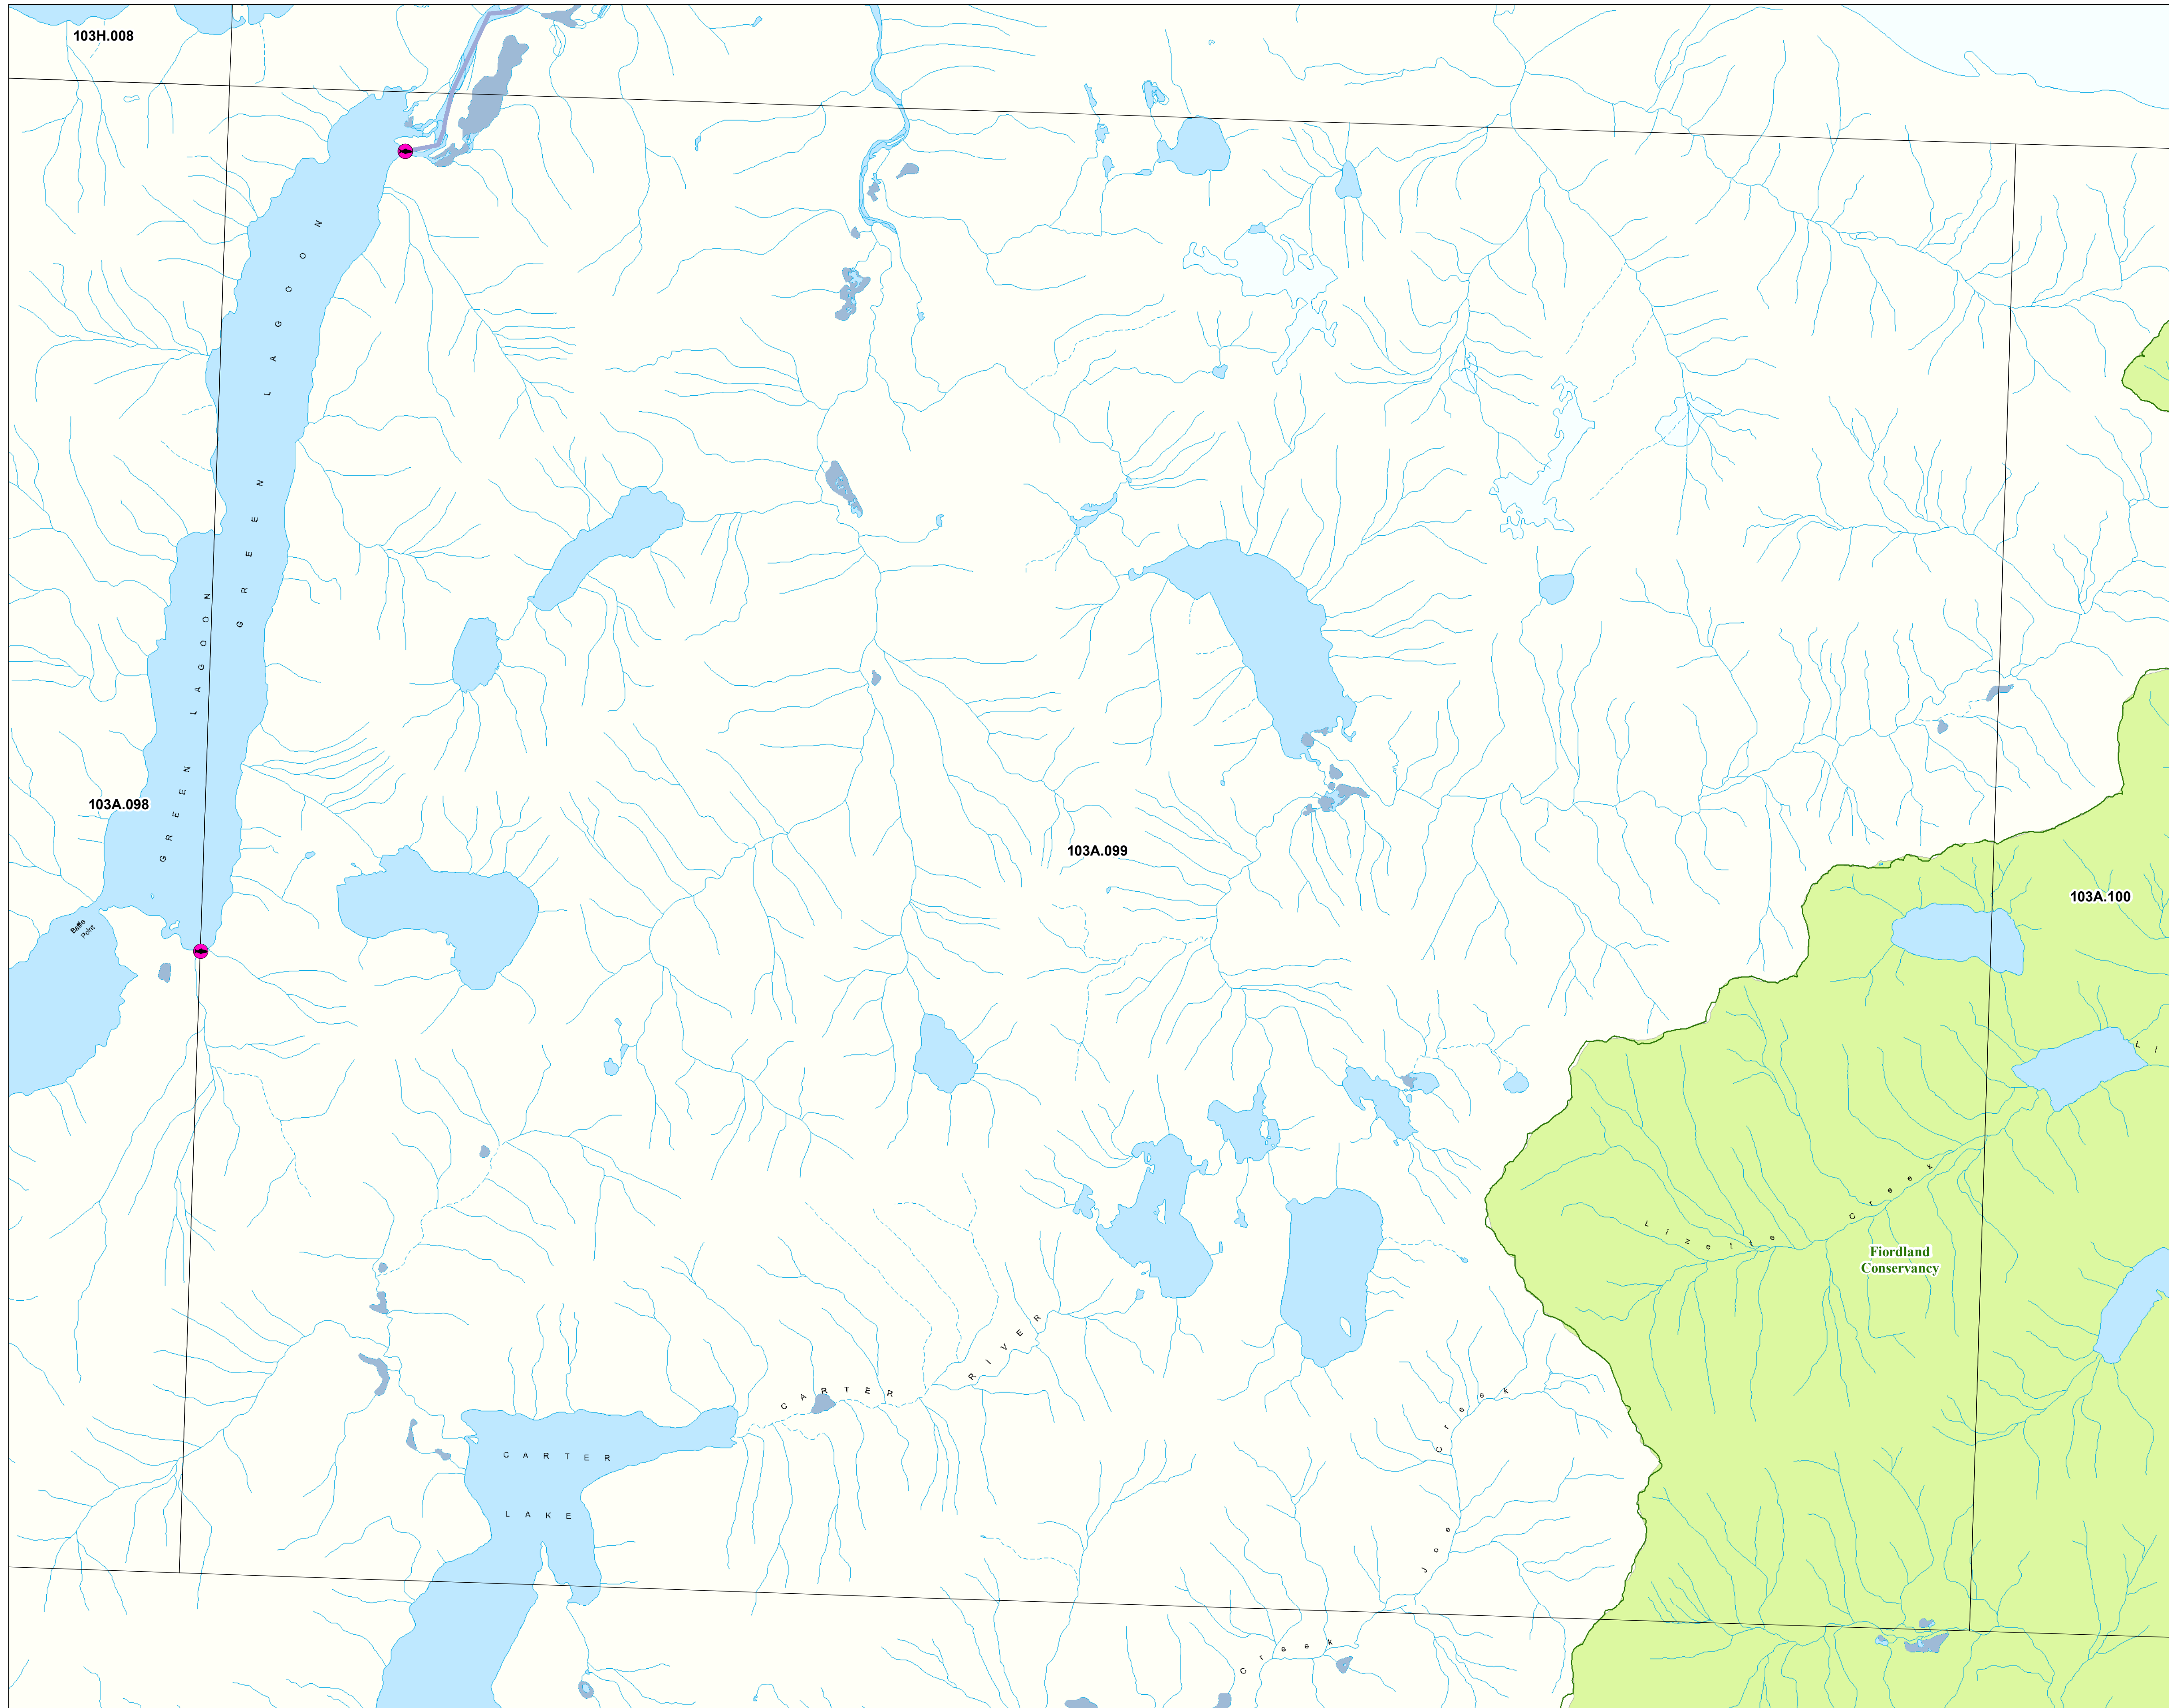 103H.008
GREEN LAGOON
GREEN LAGOON
103A.098
103A.099
103A.100
Baffle
Point
Li
Lizette Creek
Fiordland
Conservancy
CARTER RIVER
Creek
Joe
CARTER
LAKE
Creek